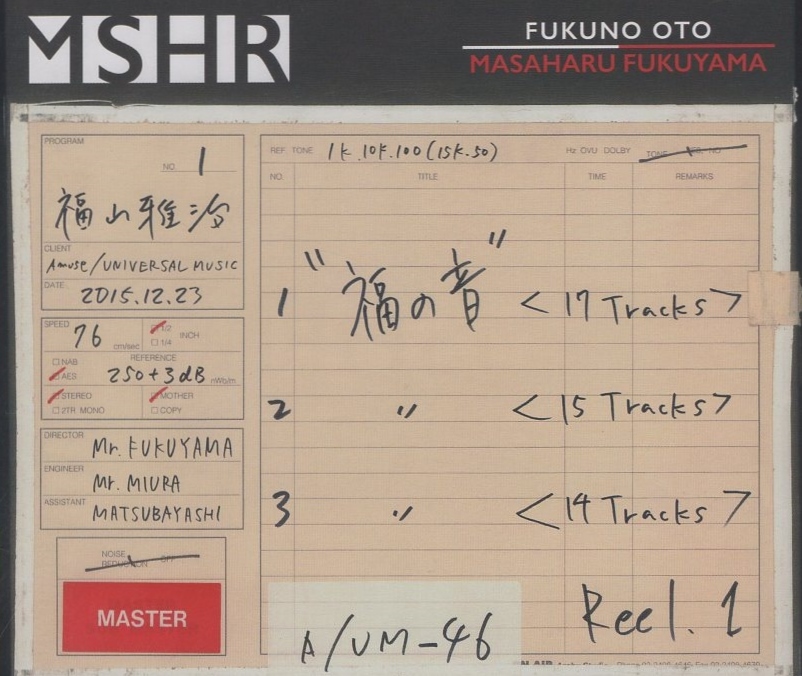 MSHR
FUKUNO OTO
MASAHARU FUKUYAMA
PROGRAM
NO. 1
福山雅治
CLIENT
Amuse/UNIVERSAL MUSIC
DATE
2015.12.23
SPEED
76 cm/sec
1/2
1/4
INCH
NAB
AES
REFERENCE
250+3dB nWb/m
STEREO
MOTHER
2TR MONO
COPY
DIRECTOR
Mr. FUKUYAMA
ENGINEER
Mr. MIURA
ASSISTANT
MATSUBAYASHI
NOISE
REDUCTION OFF
MASTER
REF. TONE 1K.10K.100(15K.50) Hz OVU DOLBY TONE
NO. TITLE TIME REMARKS
1 "福の音" <17 Tracks>
2 〃 <15 Tracks>
3 〃 <14 Tracks>
Reel. 1
A/UM-46